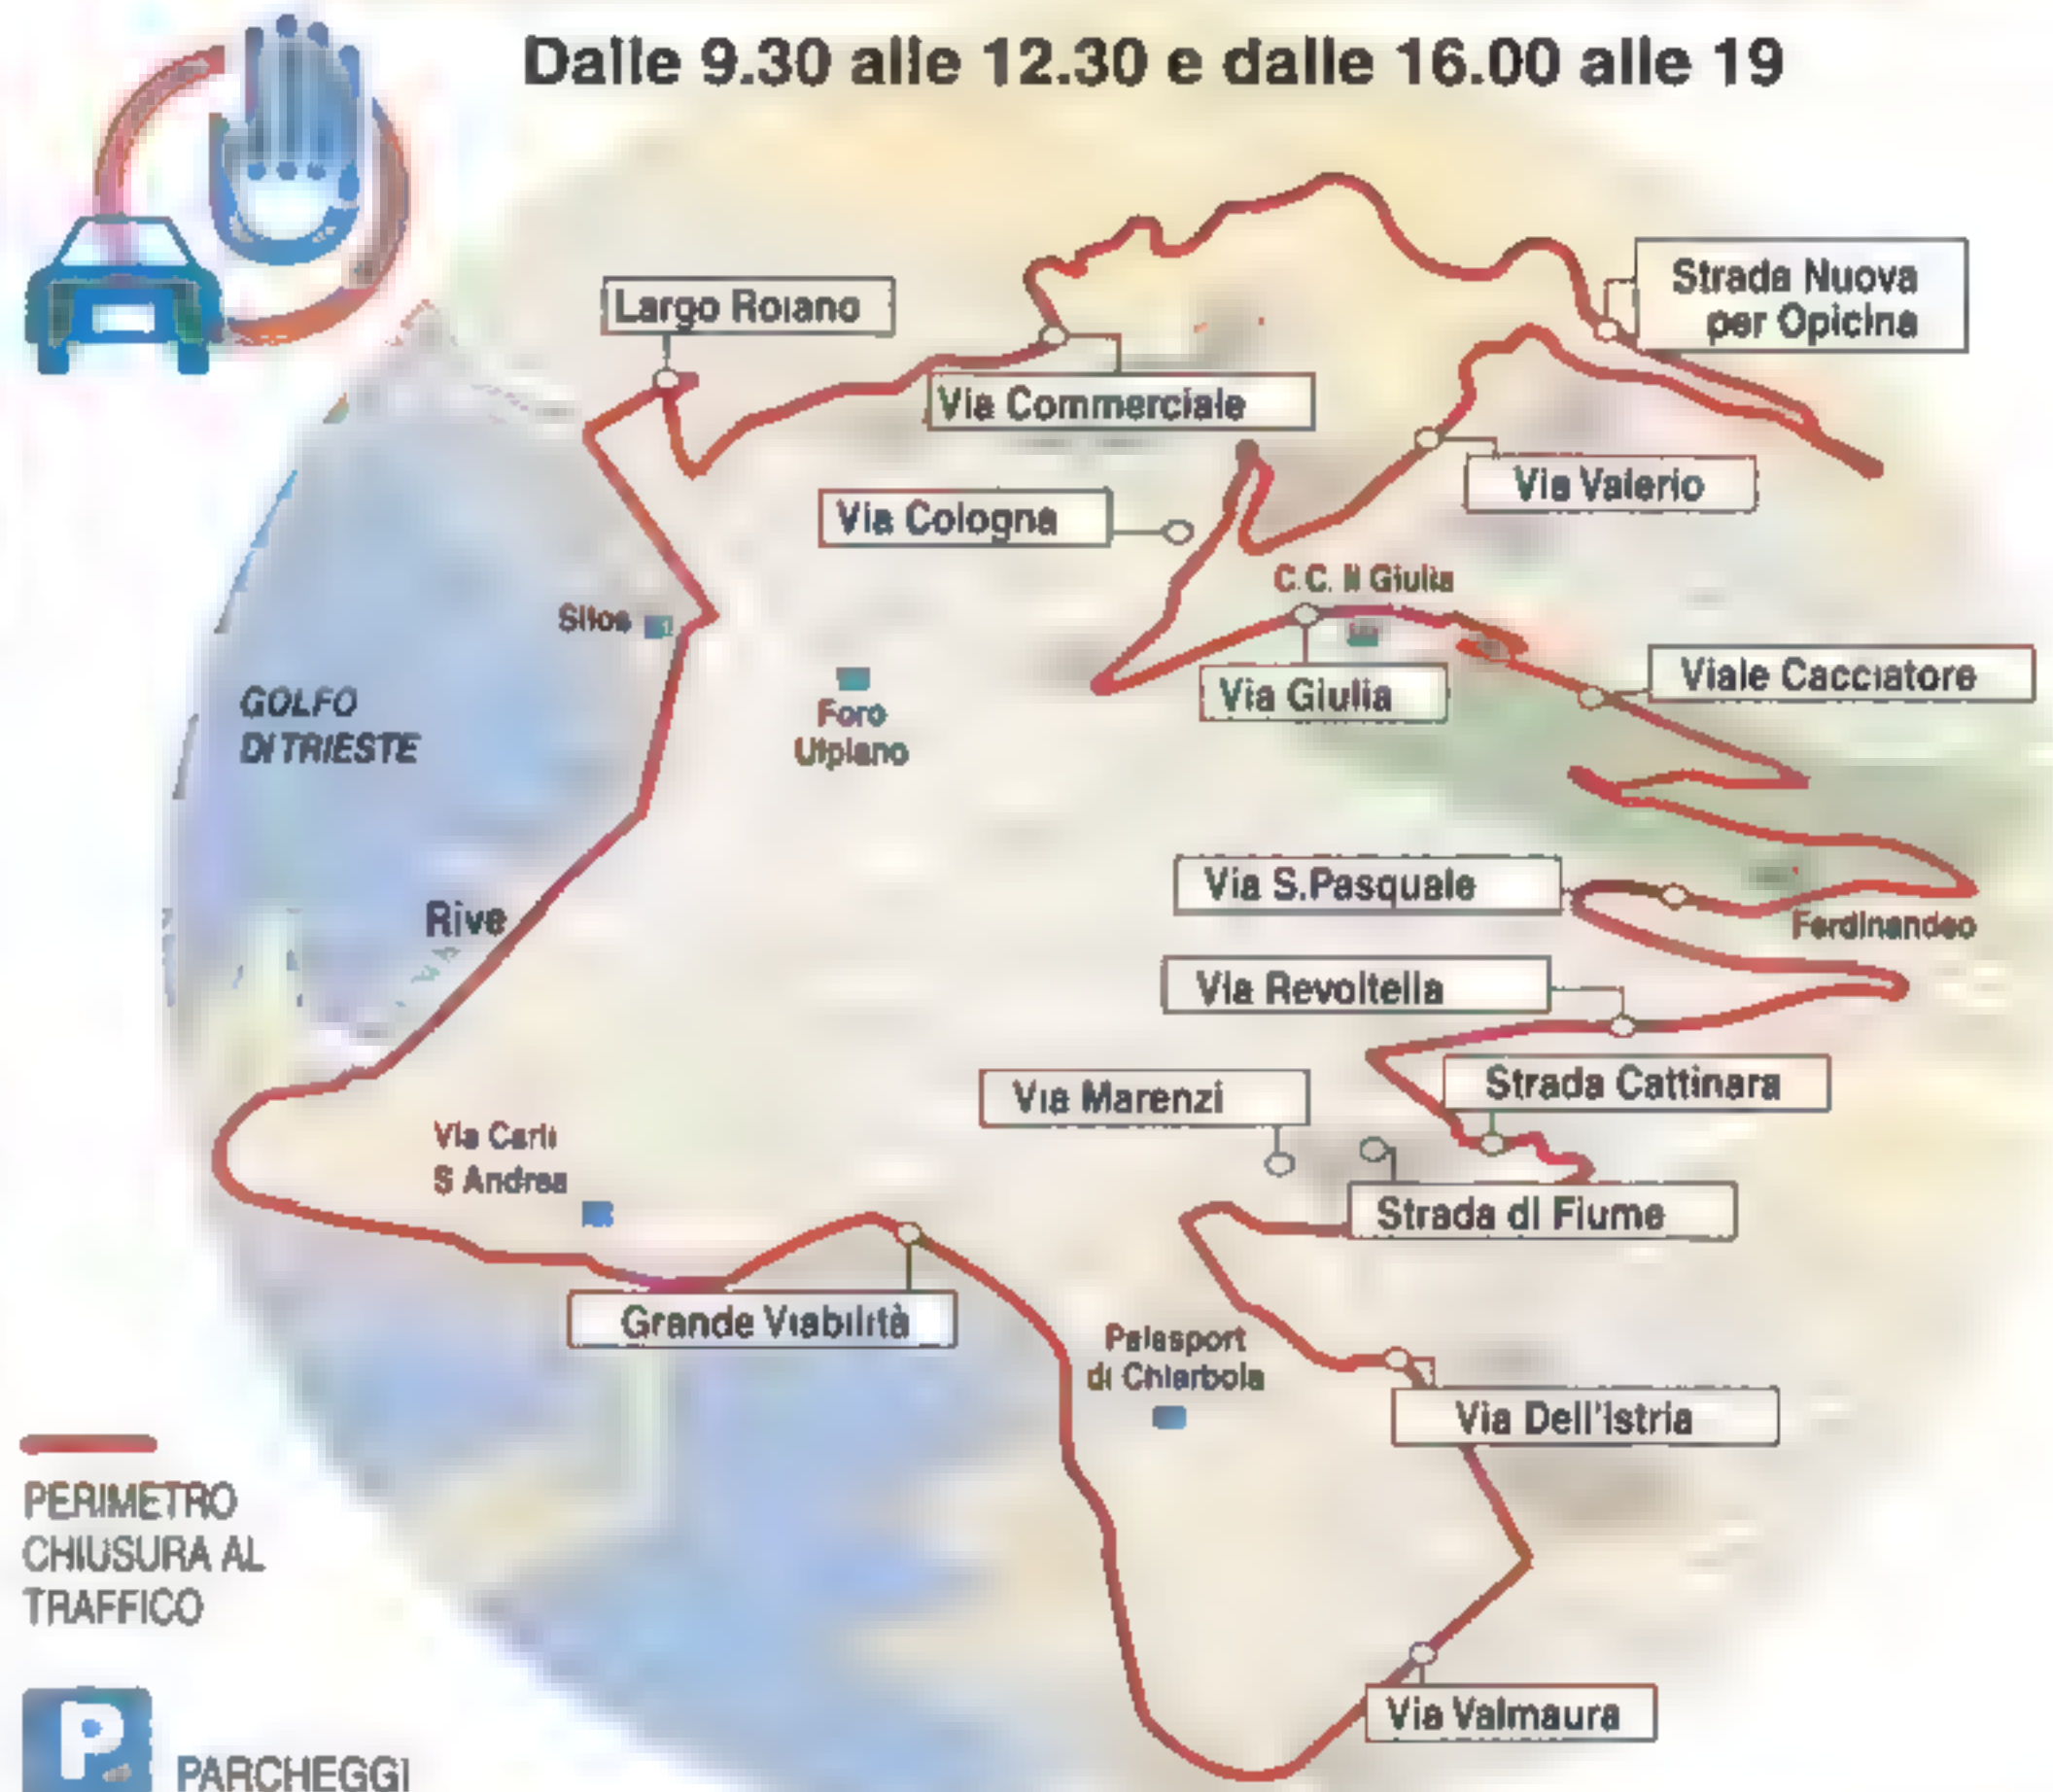 Dalle 9.30 alle 12.30 e dalle 16.00 alle 19
Strada Nuova
per Opicina
Largo Roiano
Via Commerciale
Via Valerio
Via Cologna
C.C. Il Giulia
Silos
Viale Cacciatore
Via Giulia
GOLFO
DI TRIESTE
Foro
Ulpiano
Via S.Pasquale
Rive
Ferdinandeo
Via Revoltella
Strada Cattinara
Via Marenzi
Via Carli
S Andrea
Strada di Fiume
Grande Viabilità
Palasport
di Chiarbola
Via Dell'Istria
PERIMETRO
CHIUSURA AL
TRAFFICO
Via Valmaura
P
PARCHEGGI